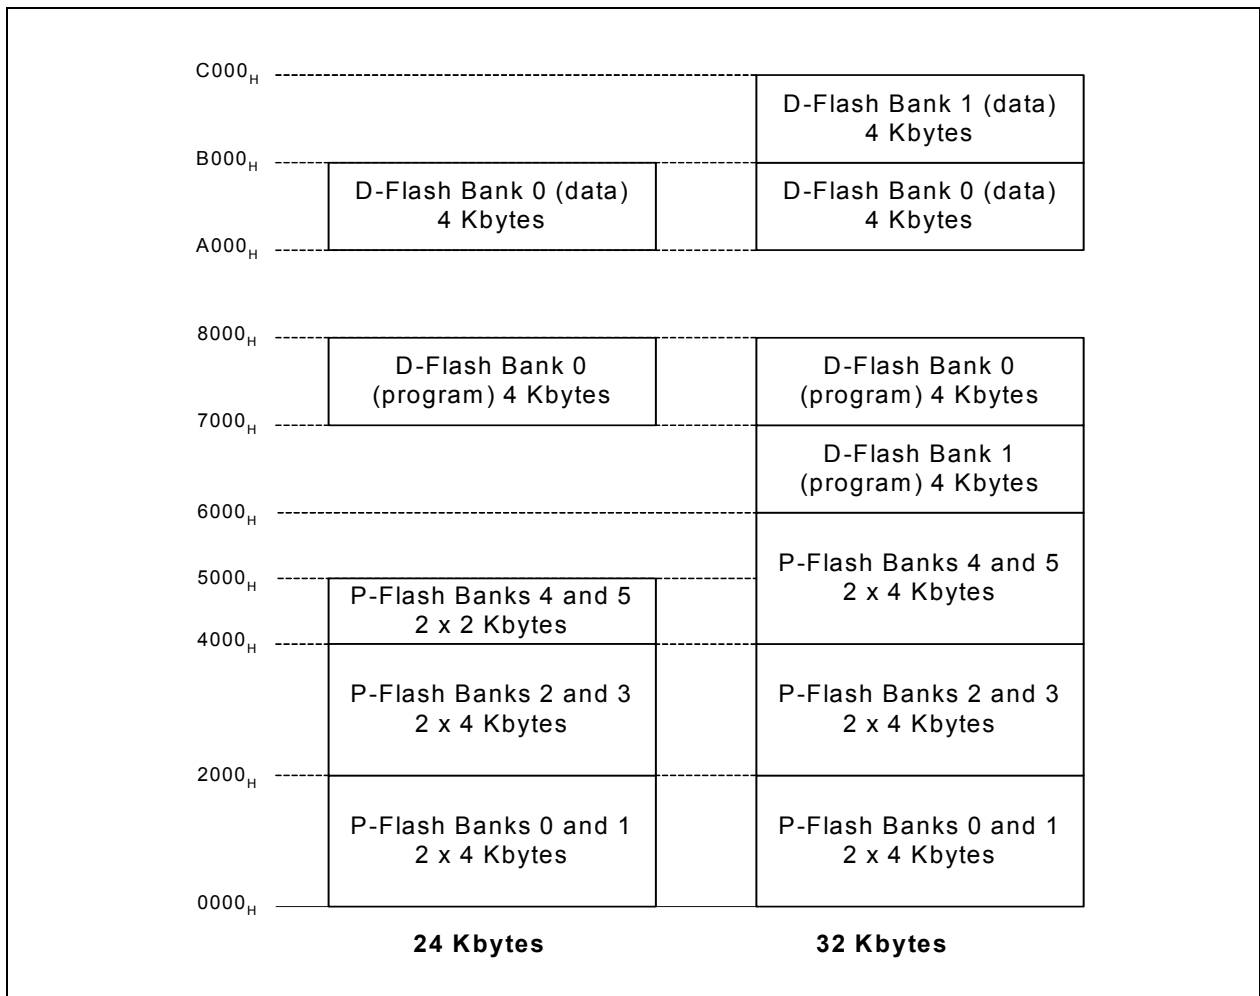 C000H
D-Flash Bank 1 (data)
4 Kbytes
B000H
D-Flash Bank 0 (data)
4 Kbytes
D-Flash Bank 0 (data)
4 Kbytes
A000H
8000H
D-Flash Bank 0
(program) 4 Kbytes
D-Flash Bank 0
(program) 4 Kbytes
7000H
D-Flash Bank 1
(program) 4 Kbytes
6000H
P-Flash Banks 4 and 5
2 x 4 Kbytes
5000H
P-Flash Banks 4 and 5
2 x 2 Kbytes
4000H
P-Flash Banks 2 and 3
2 x 4 Kbytes
P-Flash Banks 2 and 3
2 x 4 Kbytes
2000H
P-Flash Banks 0 and 1
2 x 4 Kbytes
P-Flash Banks 0 and 1
2 x 4 Kbytes
0000H
24 Kbytes
32 Kbytes